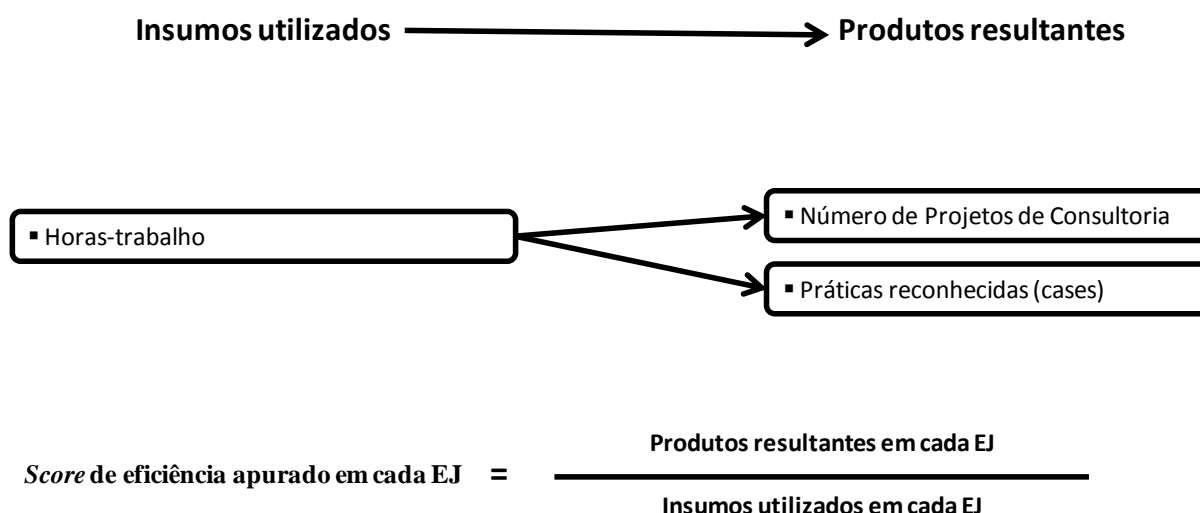 Insumos utilizados Produtos resultantes
▪ Horas-trabalho
▪ Número de Projetos de Consultoria
▪ Práticas reconhecidas (cases)
Produtos resultantes em cada EJ
Score de eficiência apurado em cada EJ =
Insumos utilizados em cada EJ